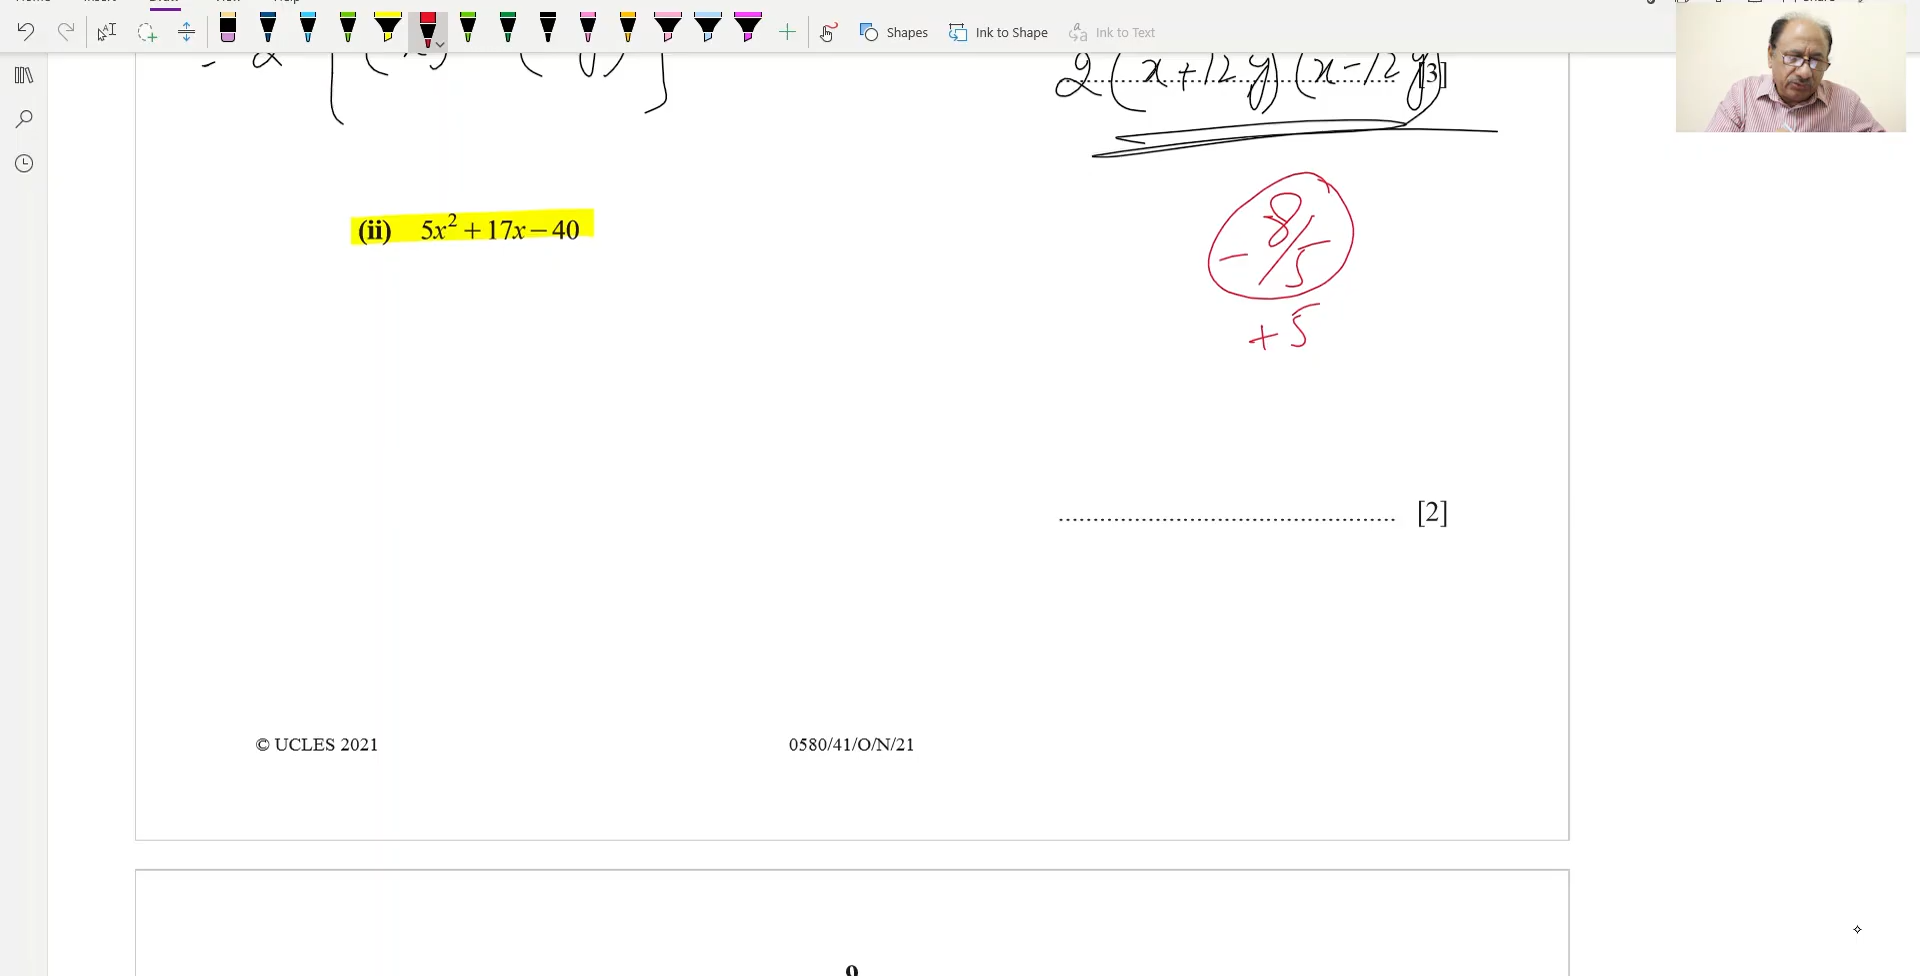 Shapes
Ink to Shape
Ink to Text
2(x+12y)(x-12y) [3]
(ii) 5x² + 17x − 40
- 8/5
+ 5
.................................................. [2]
© UCLES 2021
0580/41/O/N/21
9